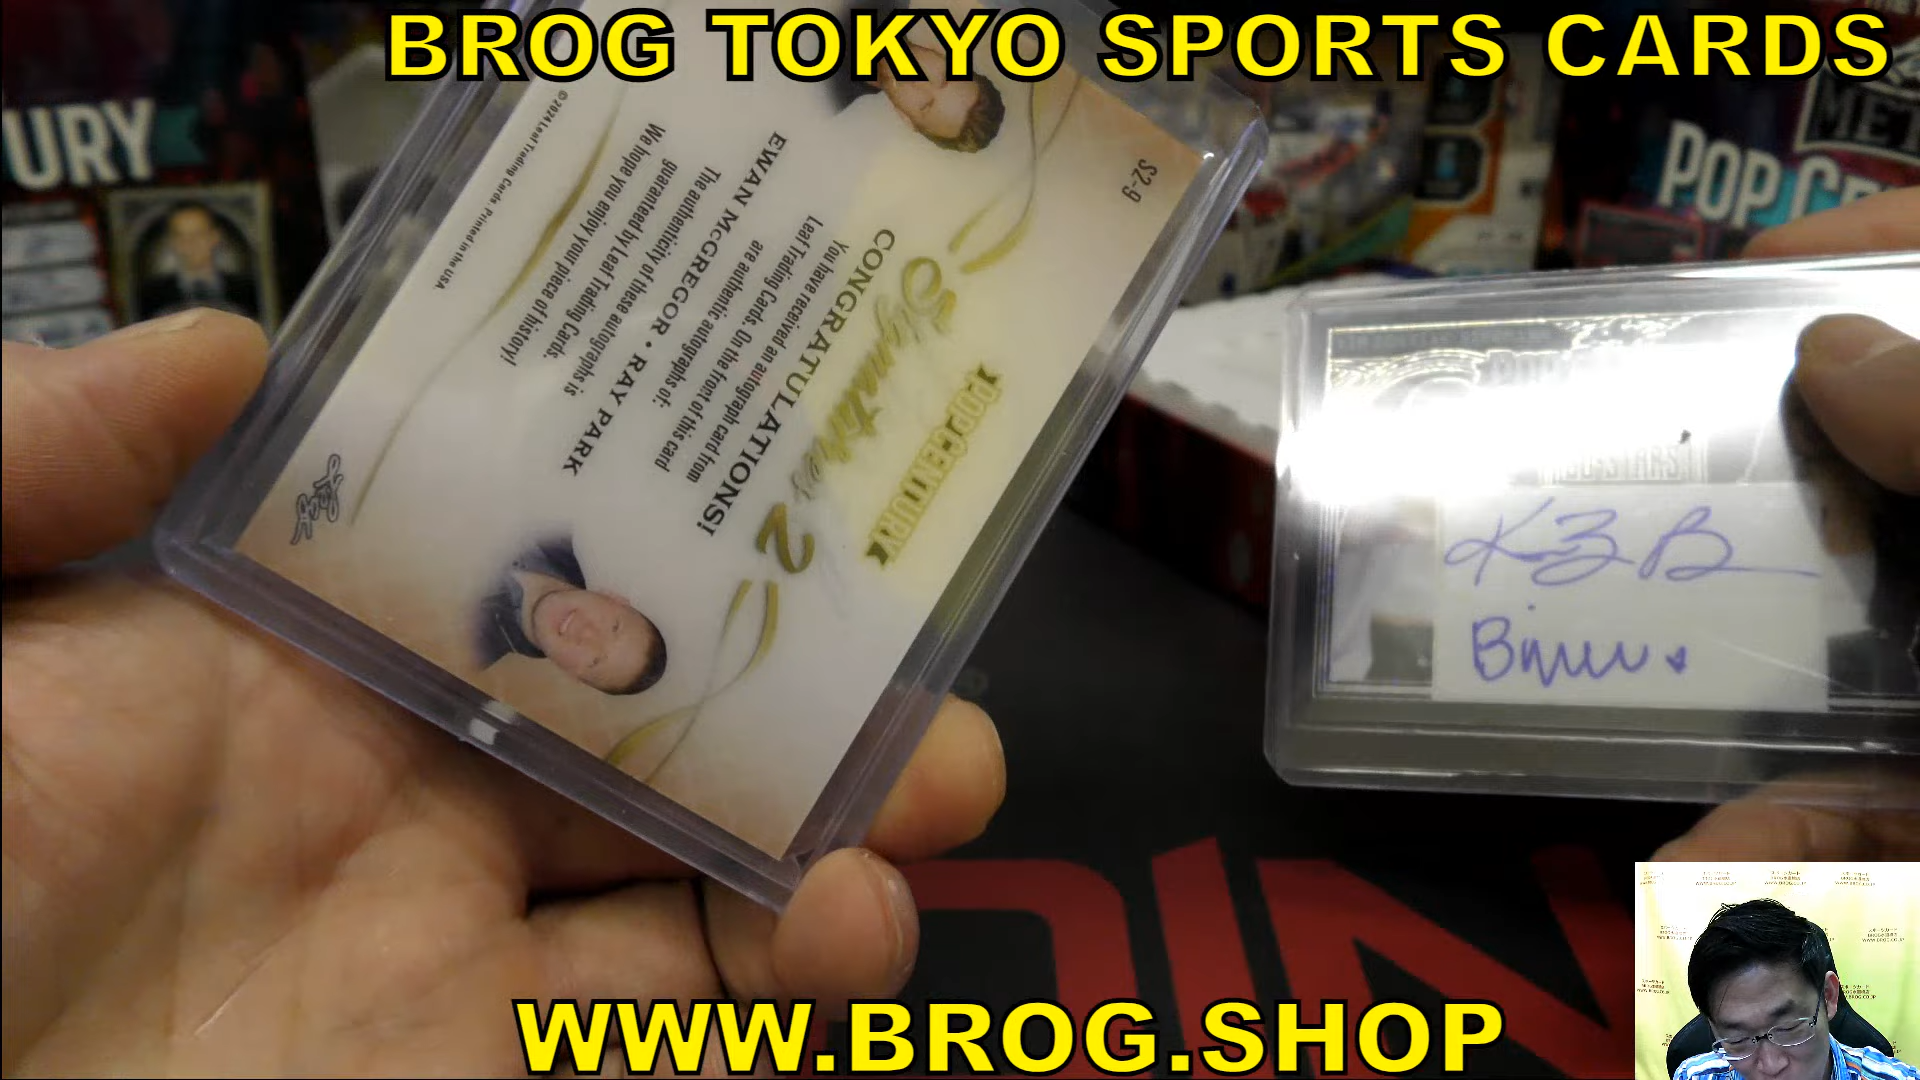 BROG TOKYO SPORTS CARDS
URY
MET
POP CE
S2-9
POP CENTURY
Signatures 2
CONGRATULATIONS!
You have received an autograph card from
Leaf Trading Cards. On the front of this card
are authentic autographs of:
EWAN McGREGOR • RAY PARK
The authenticity of these autographs is
guaranteed by Leaf Trading Cards.
We hope you enjoy your piece of history!
©2024 Leaf Trading Cards. Printed in the USA
Leaf
WWW.BROG.SHOP